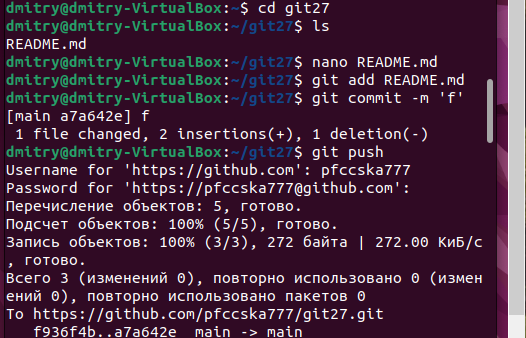 dmitry@dmitry-VirtualBox:~$ cd git27
dmitry@dmitry-VirtualBox:~/git27$ ls
README.md
dmitry@dmitry-VirtualBox:~/git27$ nano README.md
dmitry@dmitry-VirtualBox:~/git27$ git add README.md
dmitry@dmitry-VirtualBox:~/git27$ git commit -m 'f'
[main a7a642e] f
 1 file changed, 2 insertions(+), 1 deletion(-)
dmitry@dmitry-VirtualBox:~/git27$ git push
Username for 'https://github.com': pfccska777
Password for 'https://pfccska777@github.com':
Перечисление объектов: 5, готово.
Подсчет объектов: 100% (5/5), готово.
Запись объектов: 100% (3/3), 272 байта | 272.00 КиБ/с
, готово.
Всего 3 (изменений 0), повторно использовано 0 (измен
ений 0), повторно использовано пакетов 0
To https://github.com/pfccska777/git27.git
   f936f4b..a7a642e  main -> main